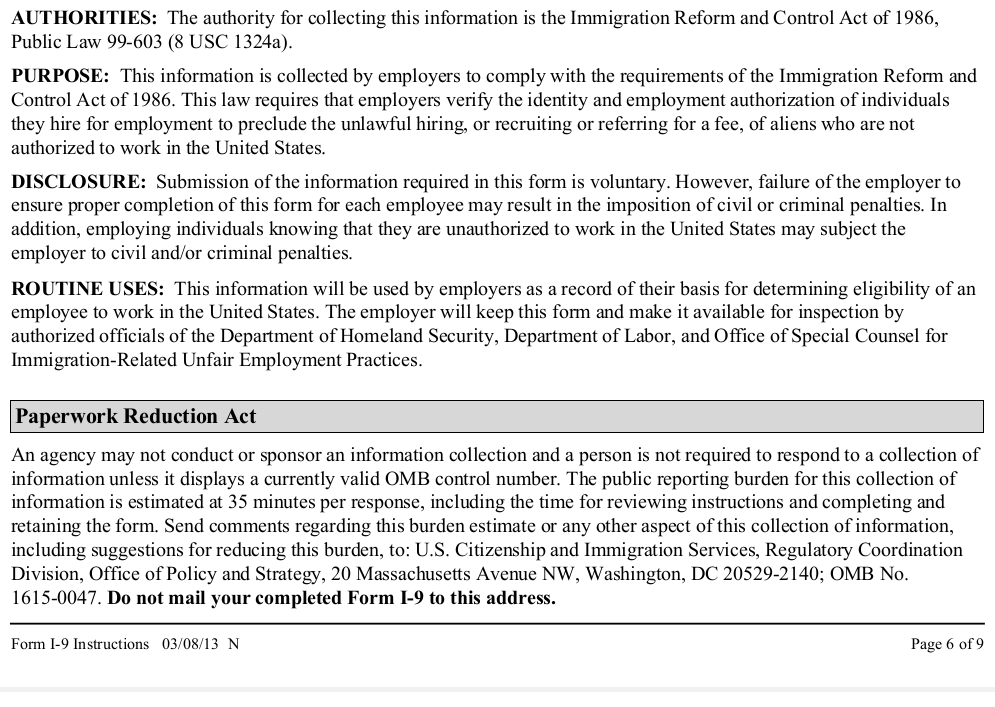 AUTHORITIES: The authority for collecting this information is the Immigration Reform and Control Act of 1986,
Public Law 99-603 (8 USC 1324a).
PURPOSE: This information is collected by employers to comply with the requirements of the Immigration Reform and
Control Act of 1986. This law requires that employers verify the identity and employment authorization of individuals
they hire for employment to preclude the unlawful hiring, or recruiting or referring for a fee, of aliens who are not
authorized to work in the United States.
DISCLOSURE: Submission of the information required in this form is voluntary. However, failure of the employer to
ensure proper completion of this form for each employee may result in the imposition of civil or criminal penalties. In
addition, employing individuals knowing that they are unauthorized to work in the United States may subject the
employer to civil and/or criminal penalties.
ROUTINE USES: This information will be used by employers as a record of their basis for determining eligibility of an
employee to work in the United States. The employer will keep this form and make it available for inspection by
authorized officials of the Department of Homeland Security, Department of Labor, and Office of Special Counsel for
Immigration-Related Unfair Employment Practices.
Paperwork Reduction Act
An agency may not conduct or sponsor an information collection and a person is not required to respond to a collection of
information unless it displays a currently valid OMB control number. The public reporting burden for this collection of
information is estimated at 35 minutes per response, including the time for reviewing instructions and completing and
retaining the form. Send comments regarding this burden estimate or any other aspect of this collection of information,
including suggestions for reducing this burden, to: U.S. Citizenship and Immigration Services, Regulatory Coordination
Division, Office of Policy and Strategy, 20 Massachusetts Avenue NW, Washington, DC 20529-2140; OMB No.
1615-0047. Do not mail your completed Form I-9 to this address.
Form I-9 Instructions 03/08/13 N Page 6 of 9